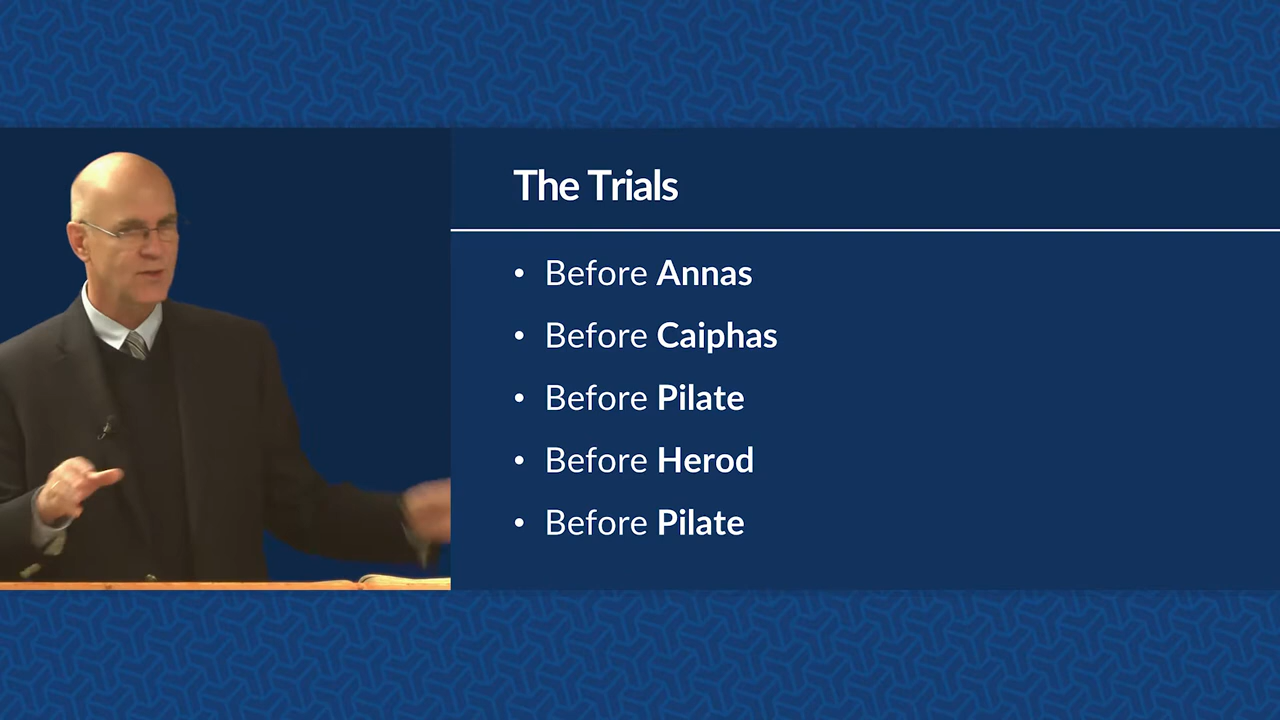 The Trials
• Before Annas
• Before Caiphas
• Before Pilate
• Before Herod
• Before Pilate